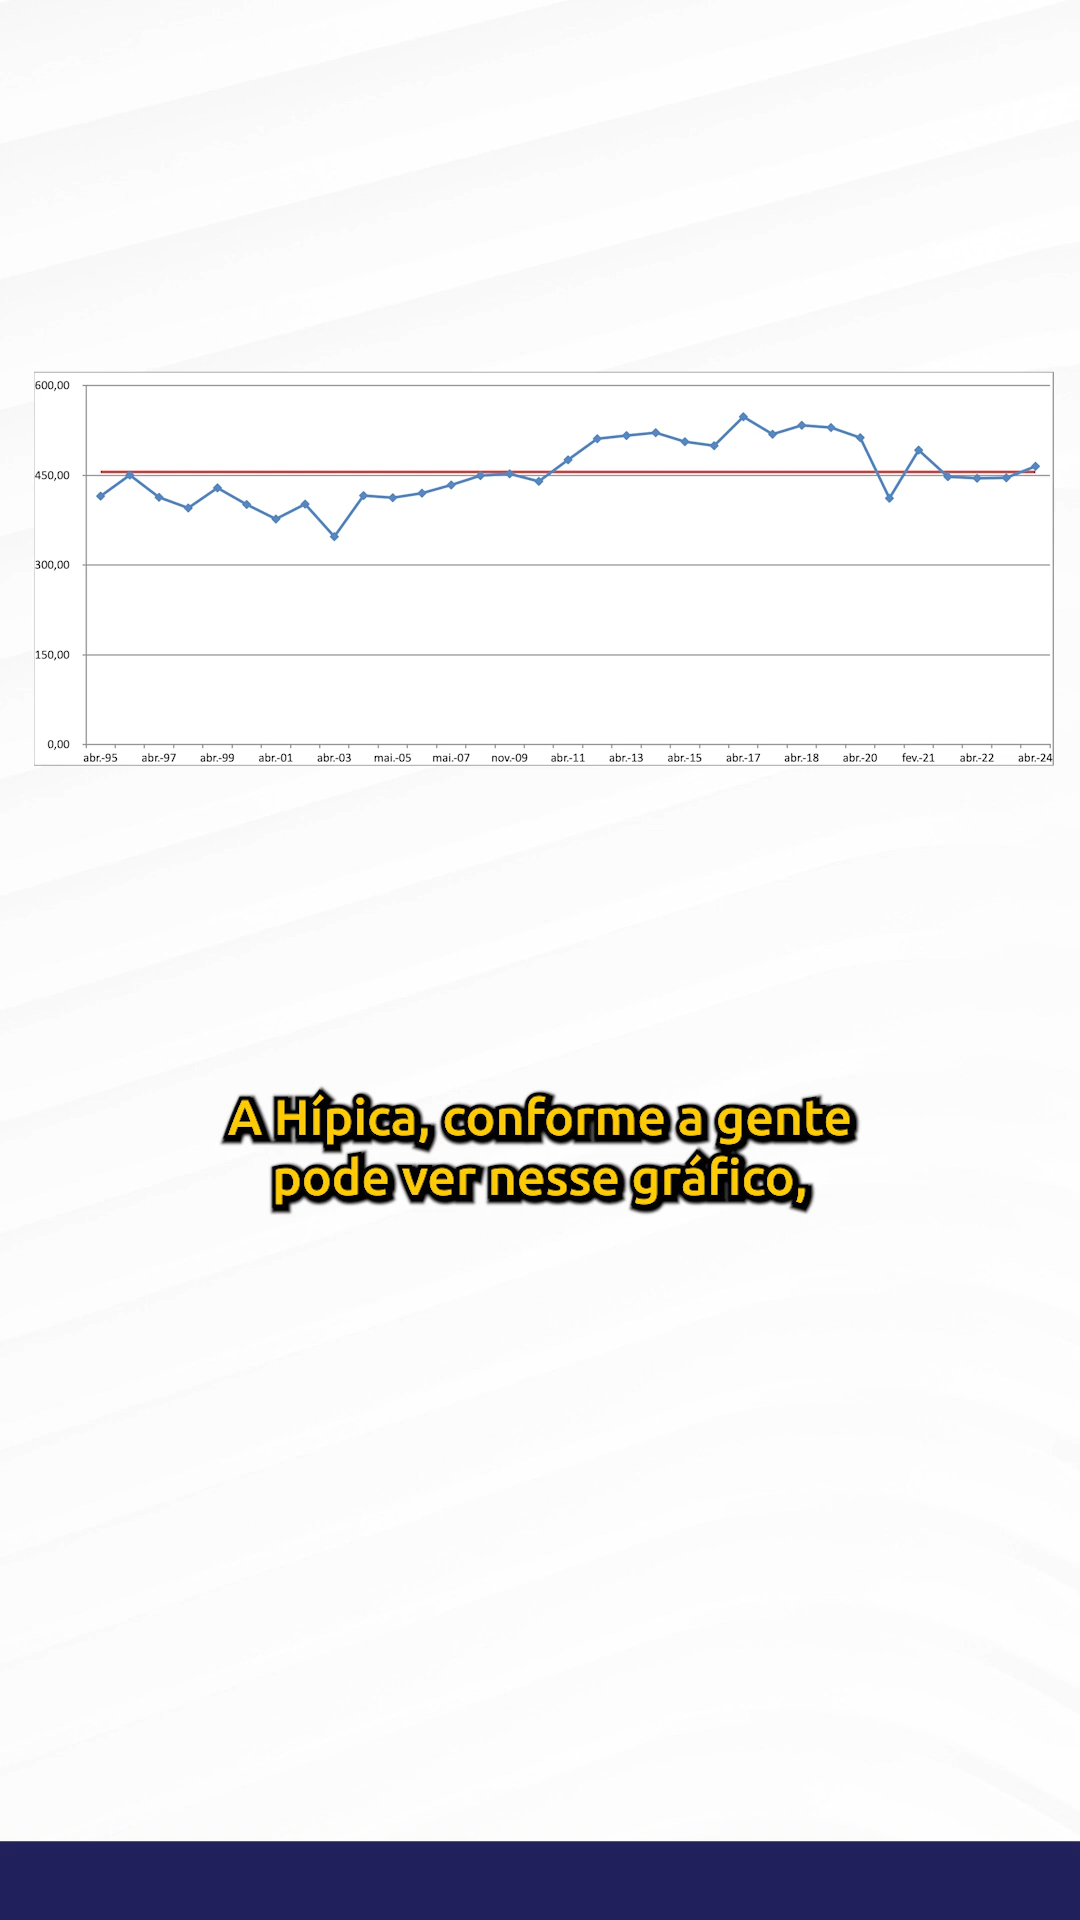 600,00
450,00
300,00
150,00
0,00
abr.-95 abr.-97 abr.-99 abr.-01 abr.-03 mai.-05 mai.-07 nov.-09 abr.-11 abr.-13 abr.-15 abr.-17 abr.-18 abr.-20 fev.-21 abr.-22 abr.-24
A Hípica, conforme a gente
pode ver nesse gráfico,